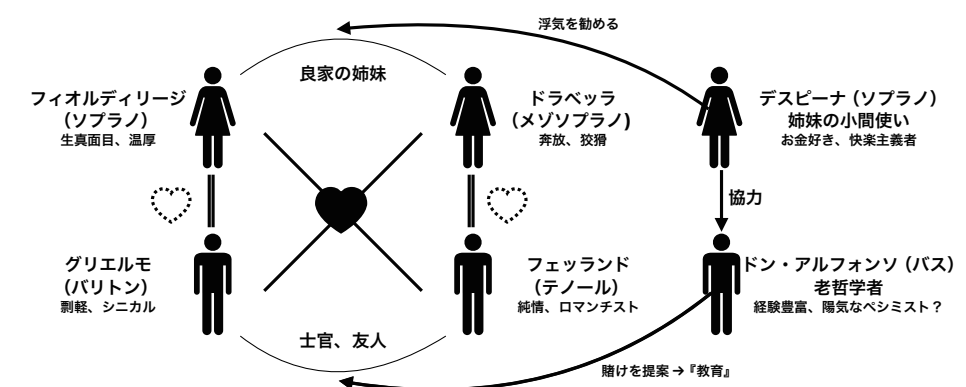 浮気を勧める
良家の姉妹
フィオルディリージ
（ソプラノ）
生真面目、温厚
ドラベッラ
（メゾソプラノ）
奔放、狡猾
デスピーナ（ソプラノ）
姉妹の小間使い
お金好き、快楽主義者
協力
グリエルモ
（バリトン）
剽軽、シニカル
フェッランド
（テノール）
純情、ロマンチスト
ドン・アルフォンソ（バス）
老哲学者
経験豊富、陽気なペシミスト？
士官、友人
賭けを提案→『教育』